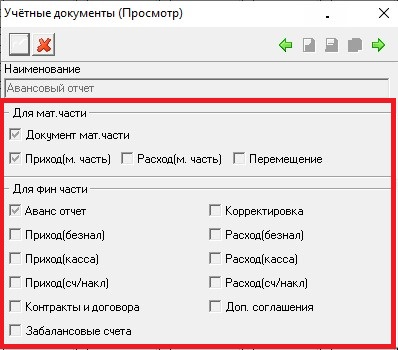 Учётные документы (Просмотр)
Наименование
Авансовый отчет
Для мат.части
Документ мат.части
Приход(м. часть) Расход(м. часть) Перемещение
Для фин части
Аванс отчет Корректировка
Приход(безнал) Расход(безнал)
Приход(касса) Расход(касса)
Приход(сч/накл) Расход(сч/накл)
Контракты и договора Доп. соглашения
Забалансовые счета